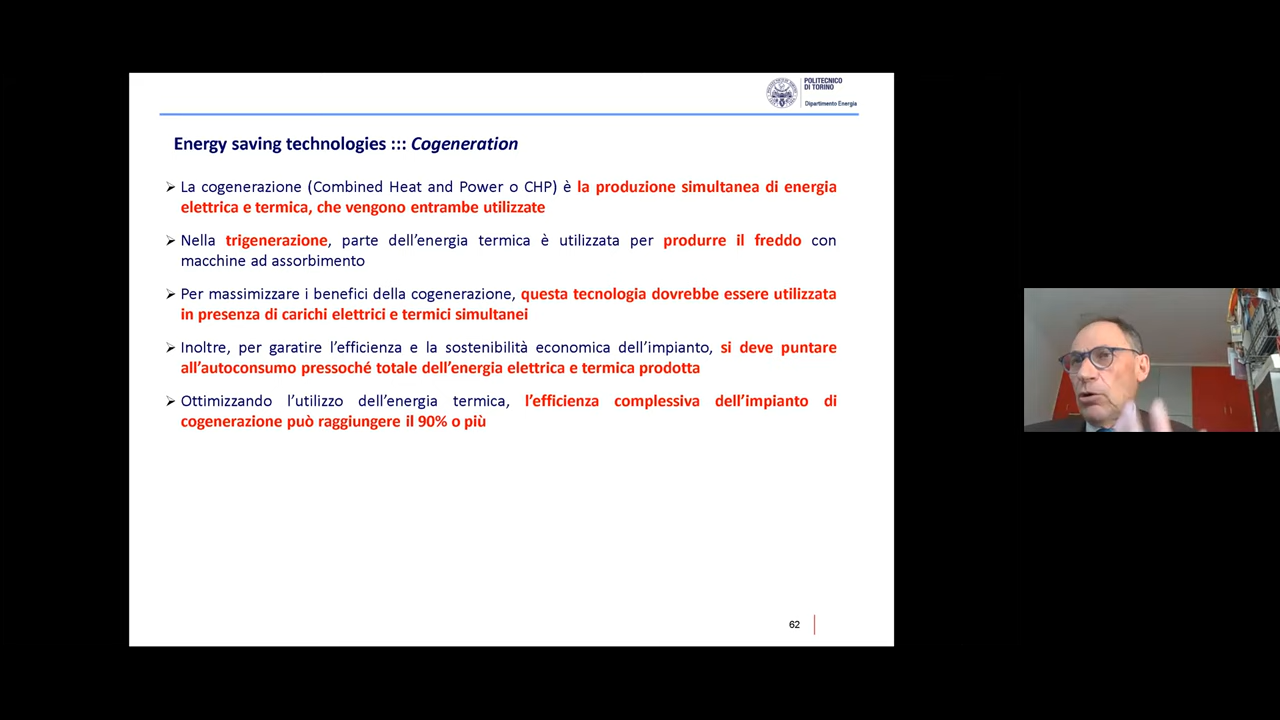 POLITECNICO
DI TORINO
Dipartimento Energia
Energy saving technologies ::: Cogeneration
➢ La cogenerazione (Combined Heat and Power o CHP) è la produzione simultanea di energia
elettrica e termica, che vengono entrambe utilizzate
➢ Nella trigenerazione, parte dell’energia termica è utilizzata per produrre il freddo con
macchine ad assorbimento
➢ Per massimizzare i benefici della cogenerazione, questa tecnologia dovrebbe essere utilizzata
in presenza di carichi elettrici e termici simultanei
➢ Inoltre, per garatire l’efficienza e la sostenibilità economica dell’impianto, si deve puntare
all’autoconsumo pressoché totale dell’energia elettrica e termica prodotta
➢ Ottimizzando l’utilizzo dell’energia termica, l’efficienza complessiva dell’impianto di
cogenerazione può raggiungere il 90% o più
62